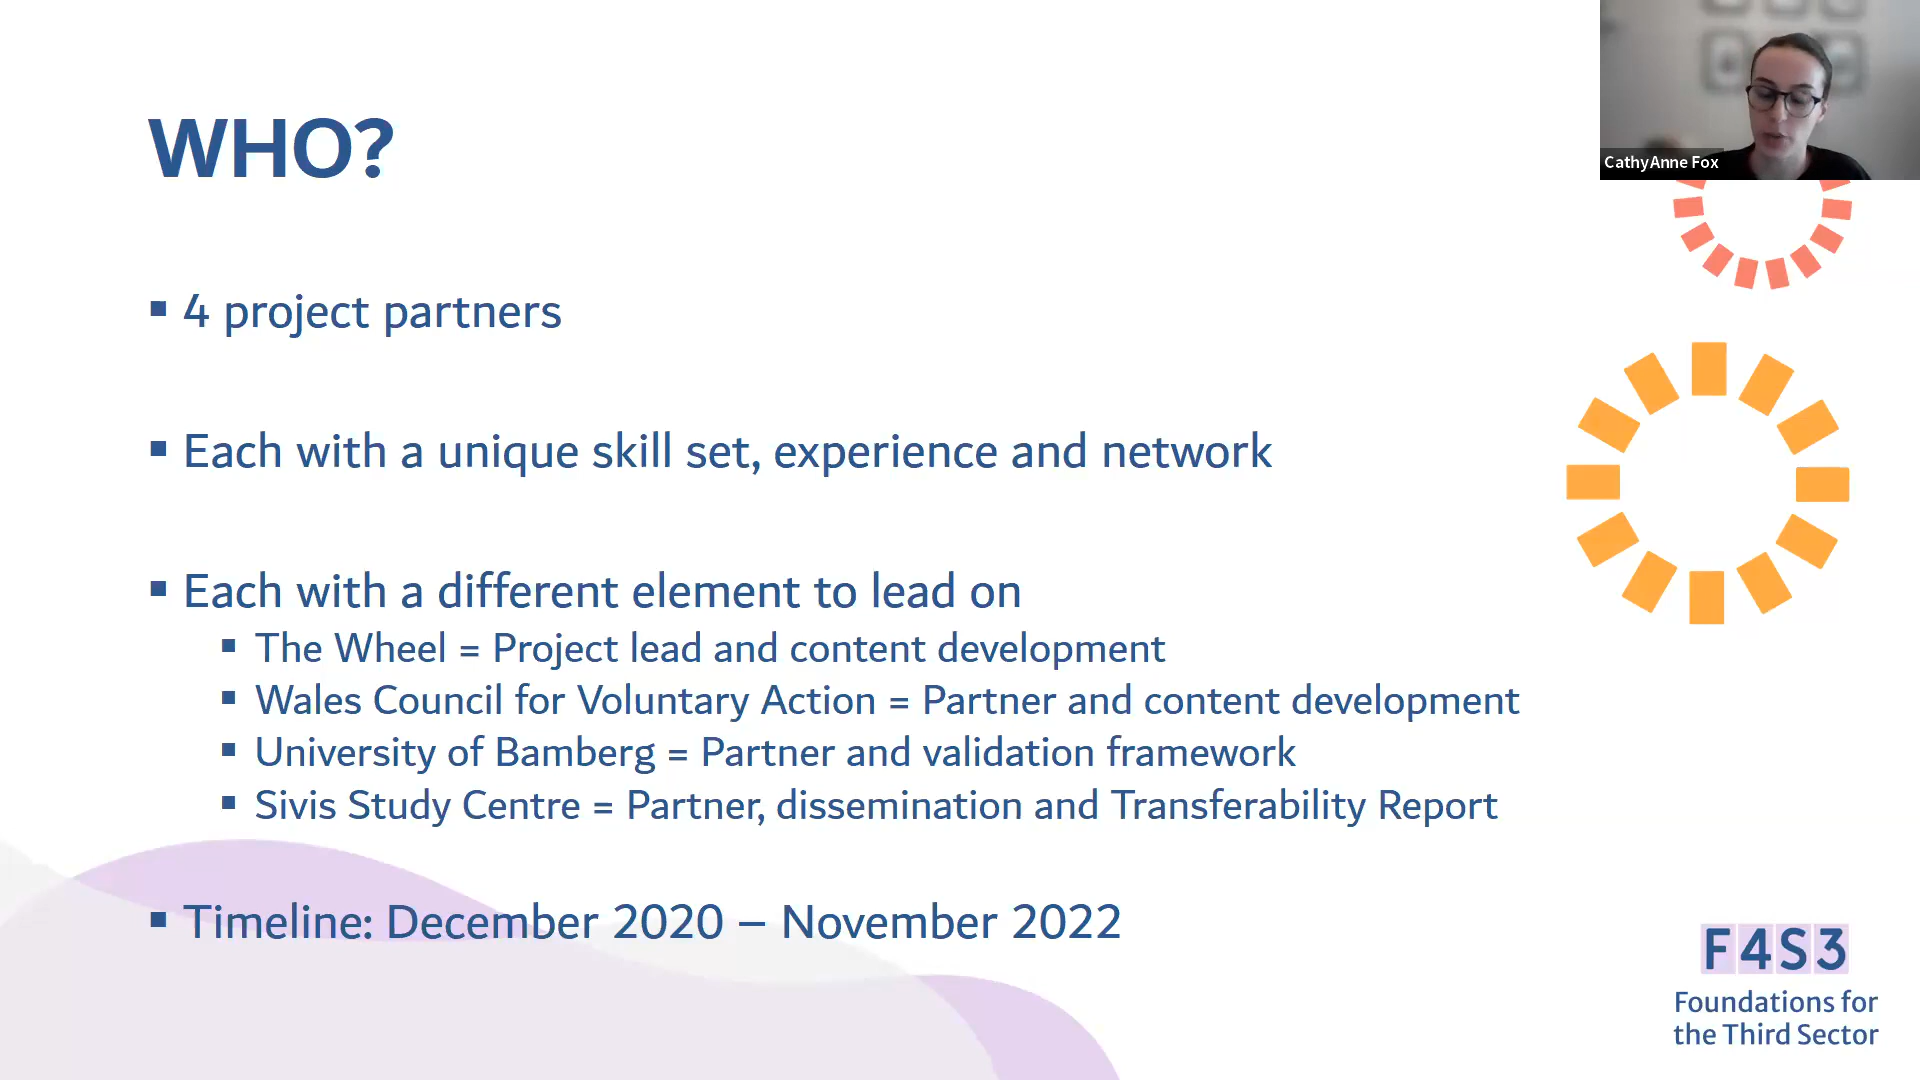 WHO?
CathyAnne Fox
4 project partners
Each with a unique skill set, experience and network
Each with a different element to lead on
The Wheel = Project lead and content development
Wales Council for Voluntary Action = Partner and content development
University of Bamberg = Partner and validation framework
Sivis Study Centre = Partner, dissemination and Transferability Report
Timeline: December 2020 – November 2022
F4S3
Foundations for
the Third Sector